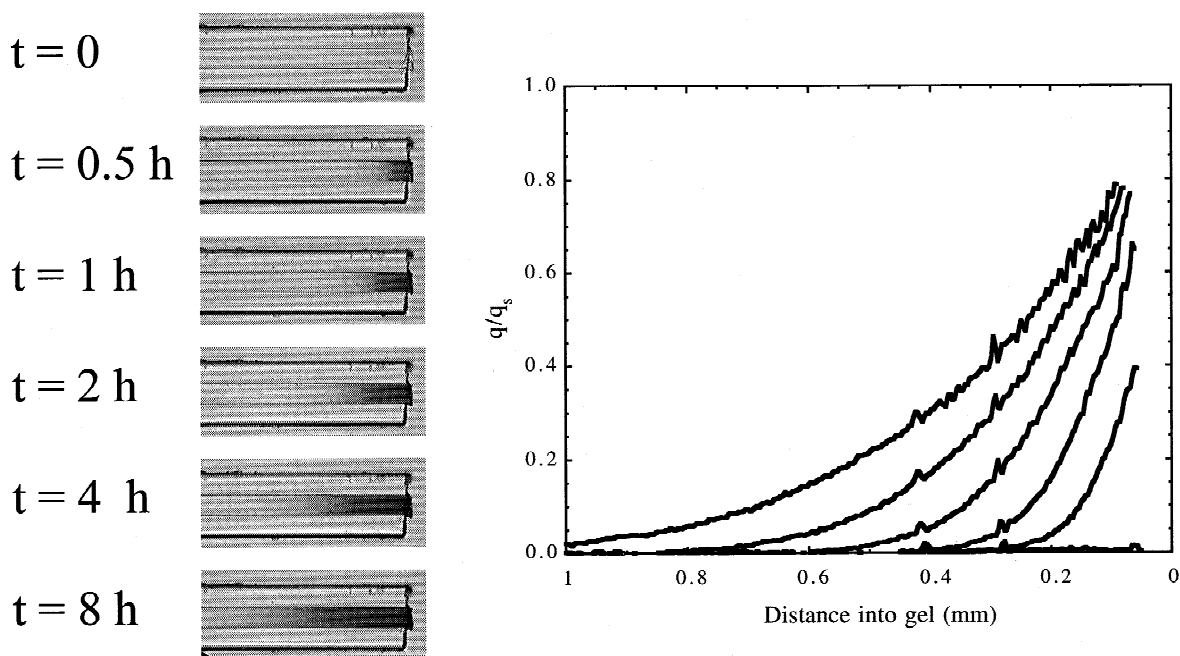 t = 0
t = 0.5 h
t = 1 h
t = 2 h
t = 4 h
t = 8 h
1.0
0.8
0.6
0.4
0.2
0.0
q/qs
1 0.8 0.6 0.4 0.2 0
Distance into gel (mm)